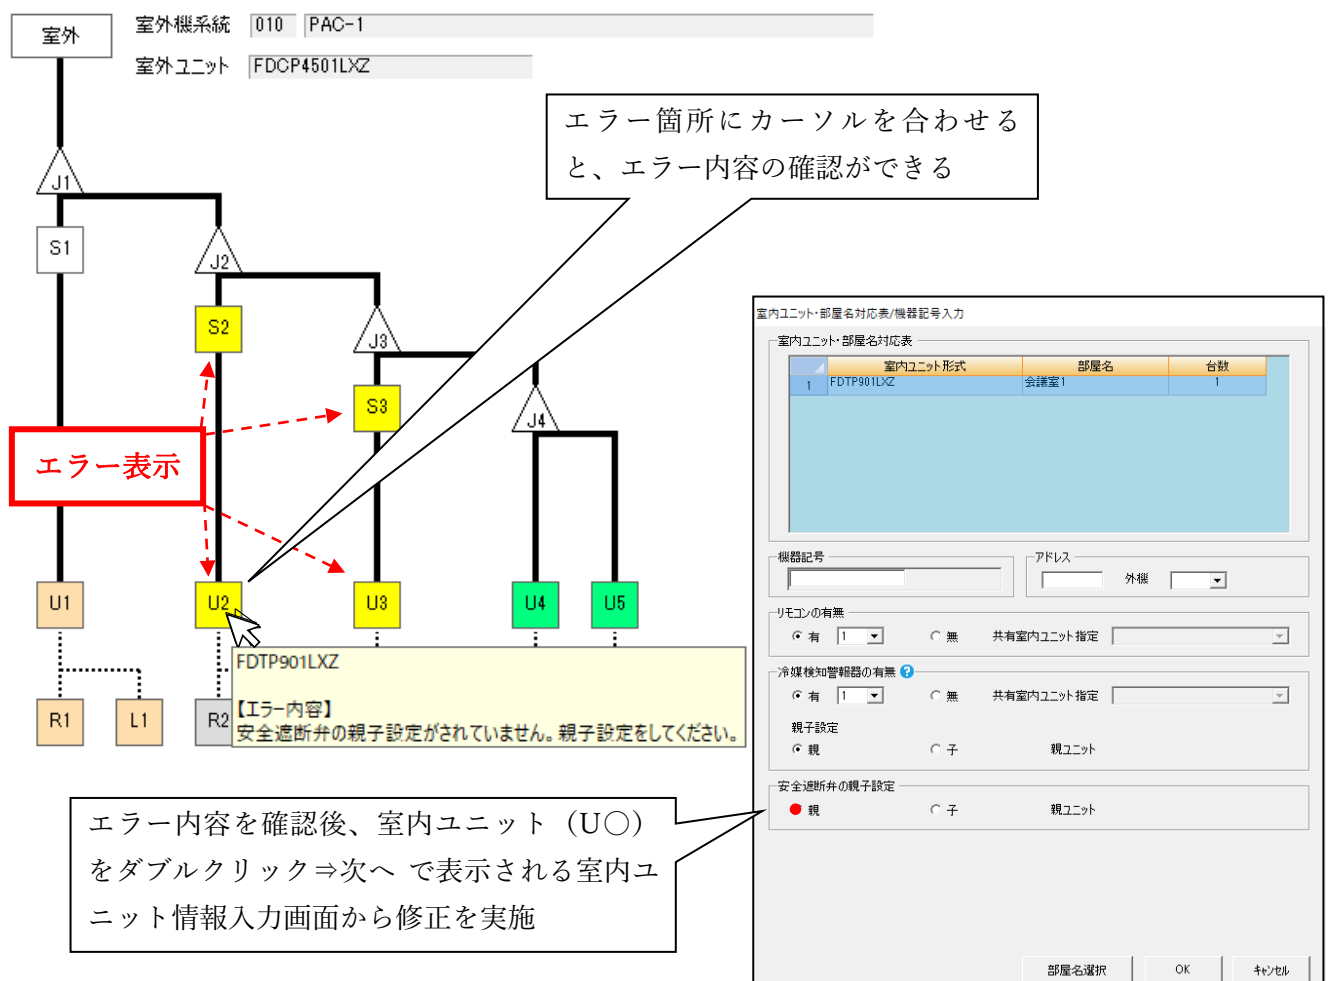 室外
室外機系統 010 PAC-1
室外ユニット FDCP4501LXZ
エラー箇所にカーソルを合わせる
と、エラー内容の確認ができる
J1
S1
J2
S2
J3
S3
J4
エラー表示
U1
U2
U3
U4
U5
R1
L1
R2
FDTP901LXZ
【エラー内容】
安全遮断弁の親子設定がされていません。親子設定をしてください。
エラー内容を確認後、室内ユニット（U○）
をダブルクリック⇒次へ で表示される室内ユ
ニット情報入力画面から修正を実施
室内ユニット・部屋名対応表/機器記号入力
室内ユニット・部屋名対応表
室内ユニット形式 部屋名 台数
1 FDTP901LXZ 会議室1 1
機器記号
アドレス
外機
リモコンの有無
有 1 無 共有室内ユニット指定
冷媒検知警報器の有無 ?
有 1 無 共有室内ユニット指定
親子設定
親 子 親ユニット
安全遮断弁の親子設定
親 子 親ユニット
部屋名選択 OK キャンセル